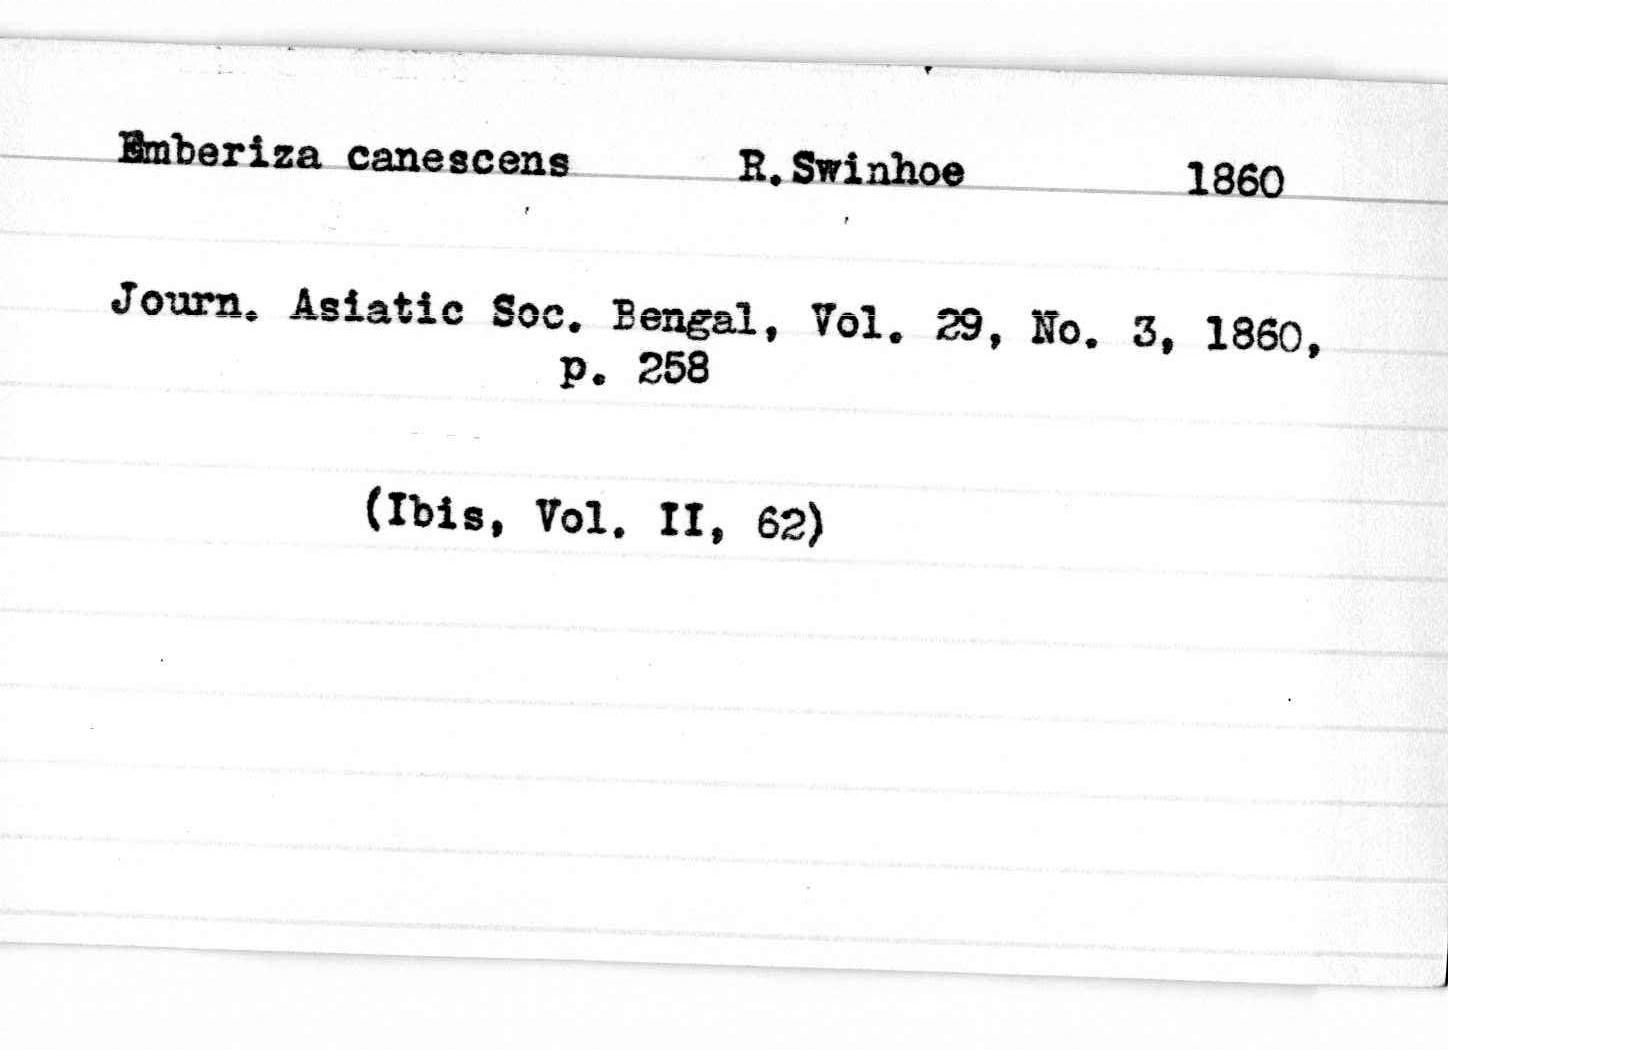 Emberiza canescens R.Swinhoe 1860
Journ. Asiatic Soc. Bengal, Vol. 29, No. 3, 1860,
p. 258
(Ibis, Vol. II, 62)